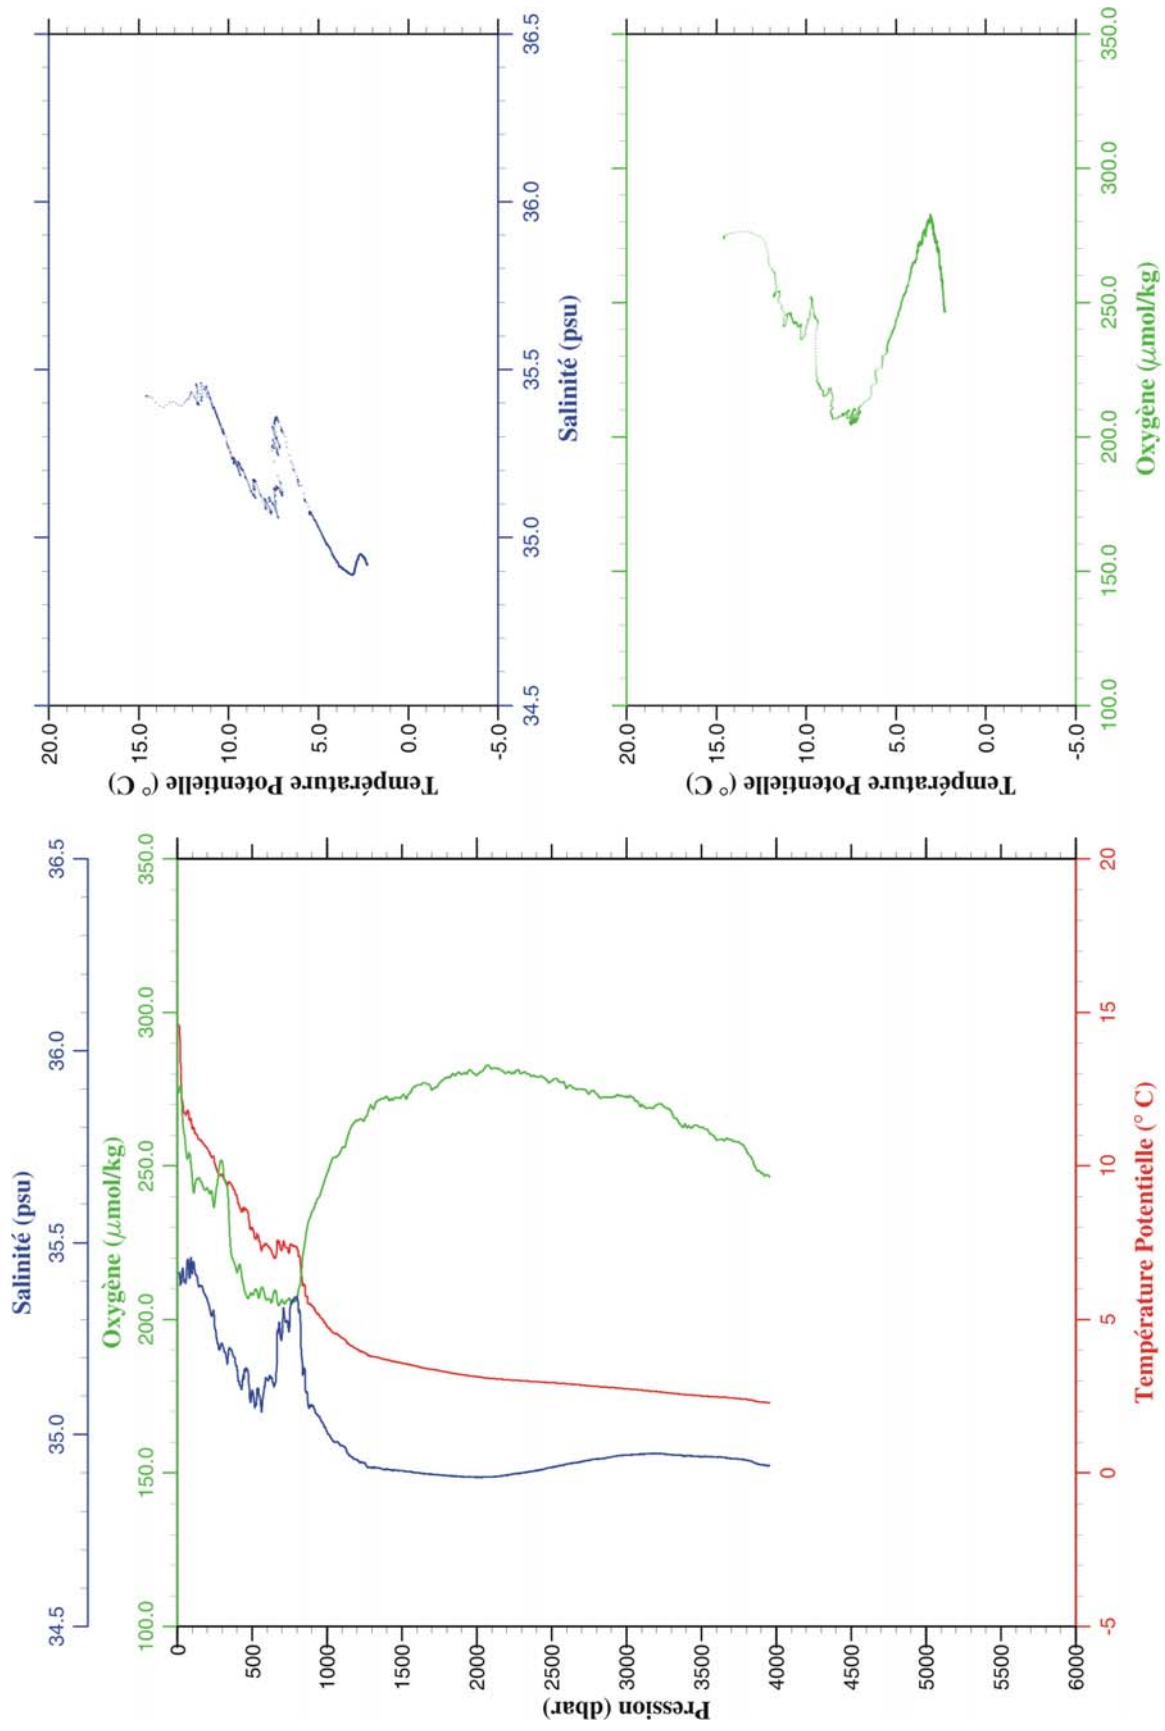 Salinité (psu)
34.5 35.0 35.5 36.0 36.5
Oxygène (μmol/kg)
100.0 150.0 200.0 250.0 300.0 350.0
Pression (dbar)
0
500
1000
1500
2000
2500
3000
3500
4000
4500
5000
5500
6000
-5 0 5 10 15 20
Température Potentielle (° C)
Température Potentielle (° C)
20.0
15.0
10.0
5.0
0.0
-5.0
34.5 35.0 35.5 36.0 36.5
Salinité (psu)
Température Potentielle (° C)
20.0
15.0
10.0
5.0
0.0
-5.0
100.0 150.0 200.0 250.0 300.0 350.0
Oxygène (μmol/kg)